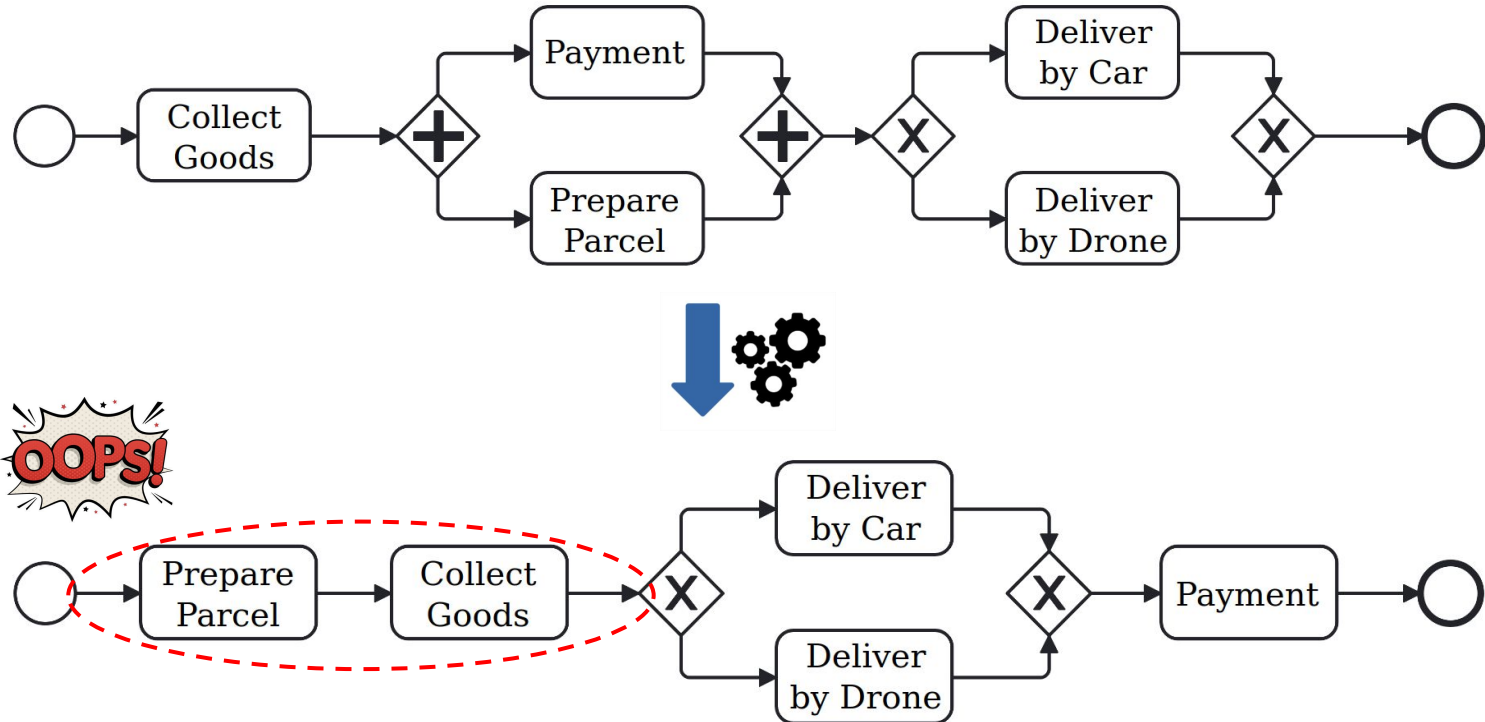 Collect
Goods
Payment
Prepare
Parcel
X
Deliver
by Car
Deliver
by Drone
X
OOPS!
Prepare
Parcel
Collect
Goods
X
Deliver
by Car
Deliver
by Drone
X
Payment